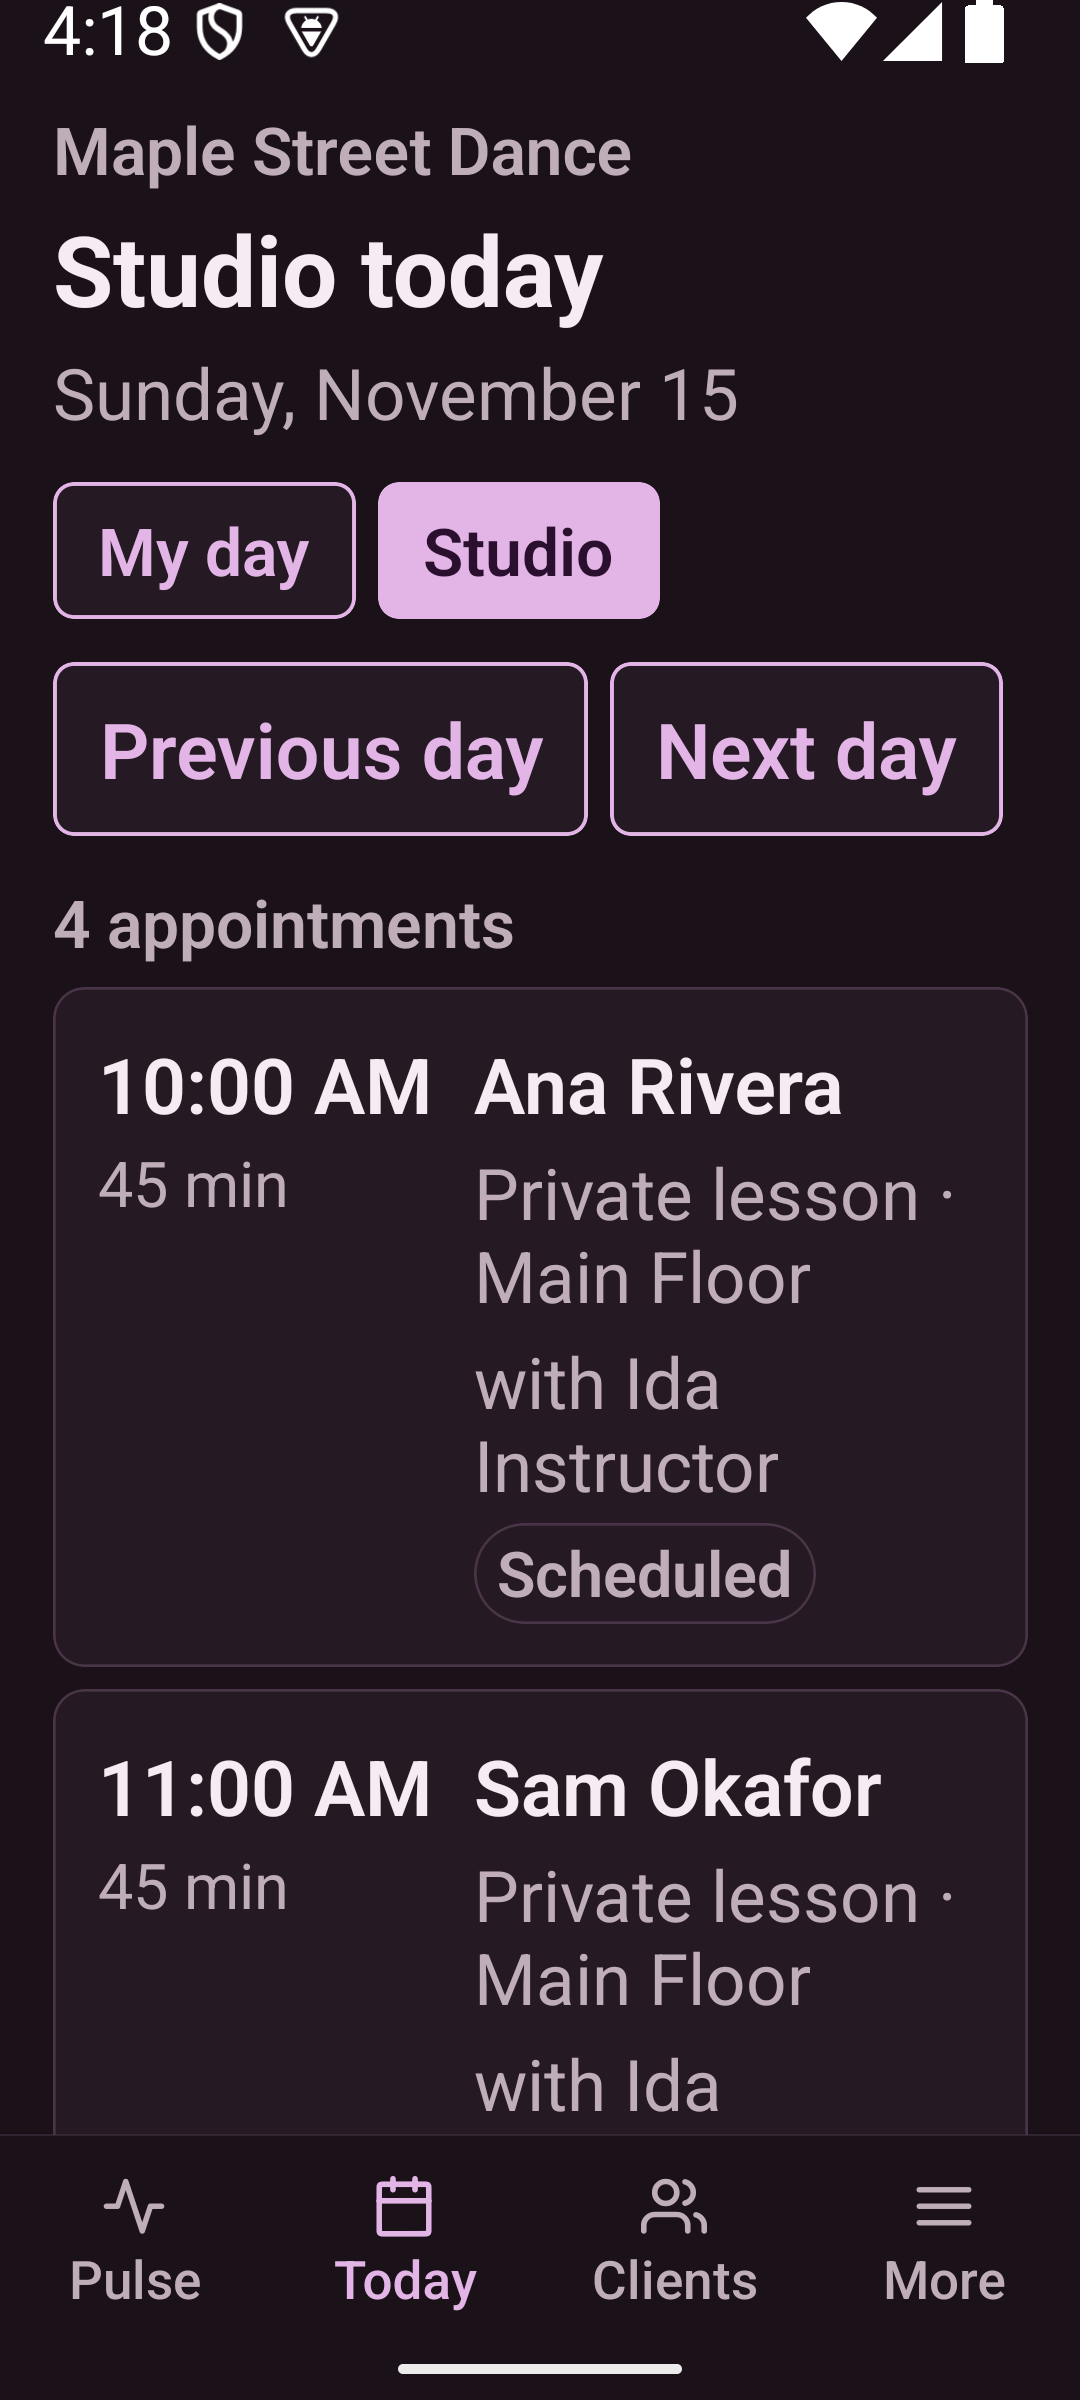 4:18
Maple Street Dance
Studio today
Sunday, November 15
My day
Studio
Previous day
Next day
4 appointments
10:00 AM
45 min
Ana Rivera
Private lesson ·
Main Floor
with Ida
Instructor
Scheduled
11:00 AM
45 min
Sam Okafor
Private lesson ·
Main Floor
with Ida
Pulse
Today
Clients
More